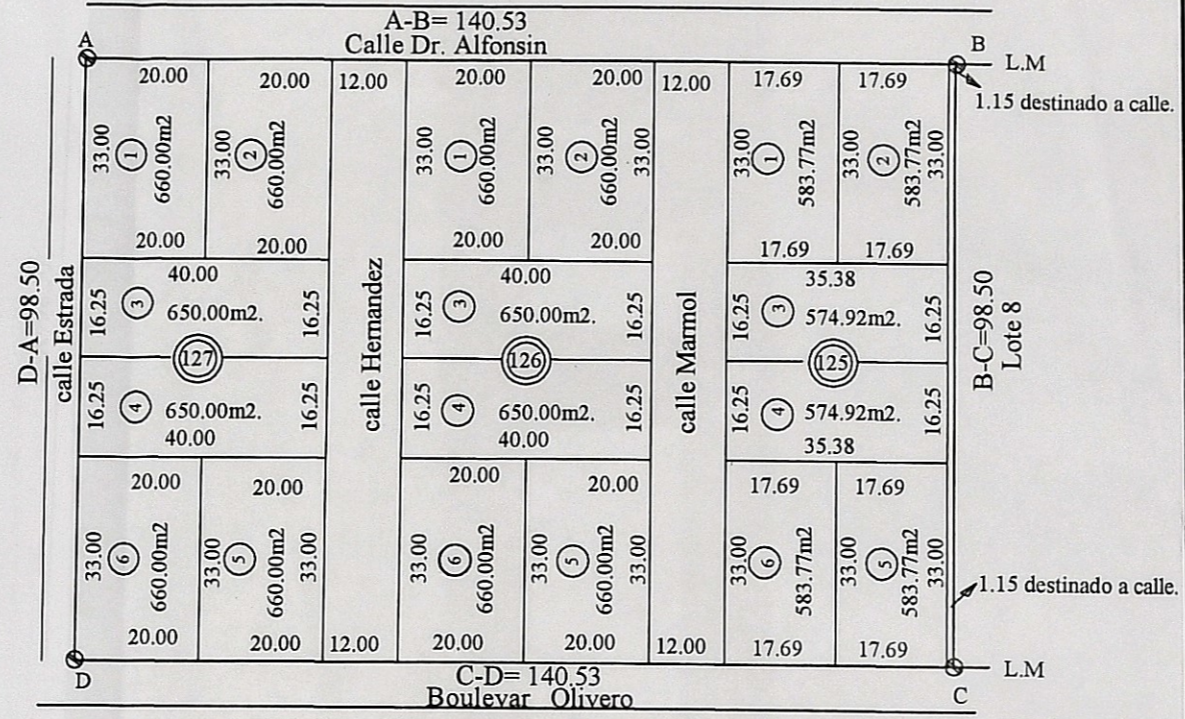 A-B= 140.53
Calle Dr. Alfonsin
A
B
L.M
1.15 destinado a calle.
20.00 20.00 12.00 20.00 20.00 12.00 17.69 17.69
33.00 1 660.00m2 33.00 2 660.00m2 33.00 1 660.00m2 33.00 2 660.00m2 33.00 33.00 1 583.77m2 33.00 2 583.77m2 33.00
20.00 20.00 20.00 20.00 17.69 17.69
D-A=98.50
calle Estrada
calle Hernandez
calle Marmol
B-C=98.50
Lote 8
40.00 40.00 35.38
16.25 3 650.00m2. 16.25 16.25 3 650.00m2. 16.25 16.25 3 574.92m2. 16.25
127 126 125
16.25 4 650.00m2. 16.25 16.25 4 650.00m2. 16.25 16.25 4 574.92m2. 16.25
40.00 40.00 35.38
20.00 20.00 20.00 20.00 17.69 17.69
33.00 6 660.00m2 33.00 5 660.00m2 33.00 33.00 6 660.00m2 33.00 5 660.00m2 33.00 33.00 6 583.77m2 33.00 5 583.77m2 33.00
1.15 destinado a calle.
20.00 20.00 12.00 20.00 20.00 12.00 17.69 17.69
D
C
L.M
C-D= 140.53
Boulevar Olivero